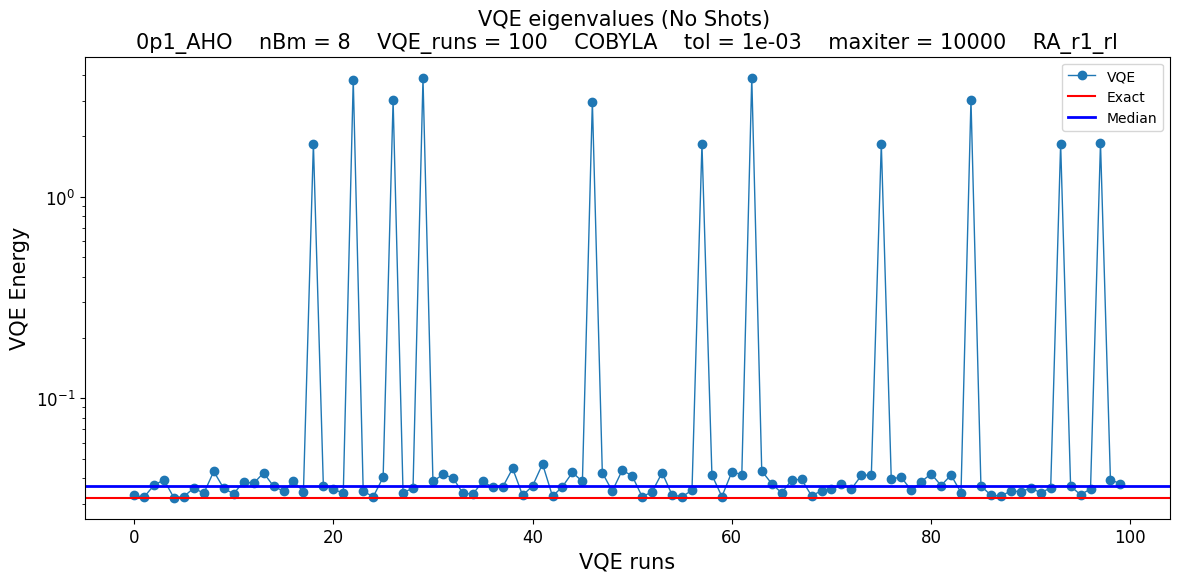 VQE eigenvalues (No Shots)
0p1_AHO nBm = 8 VQE_runs = 100 COBYLA tol = 1e-03 maxiter = 10000 RA_r1_rl
VQE
Exact
Median
VQE Energy
10⁰
10⁻¹
0 20 40 60 80 100
VQE runs